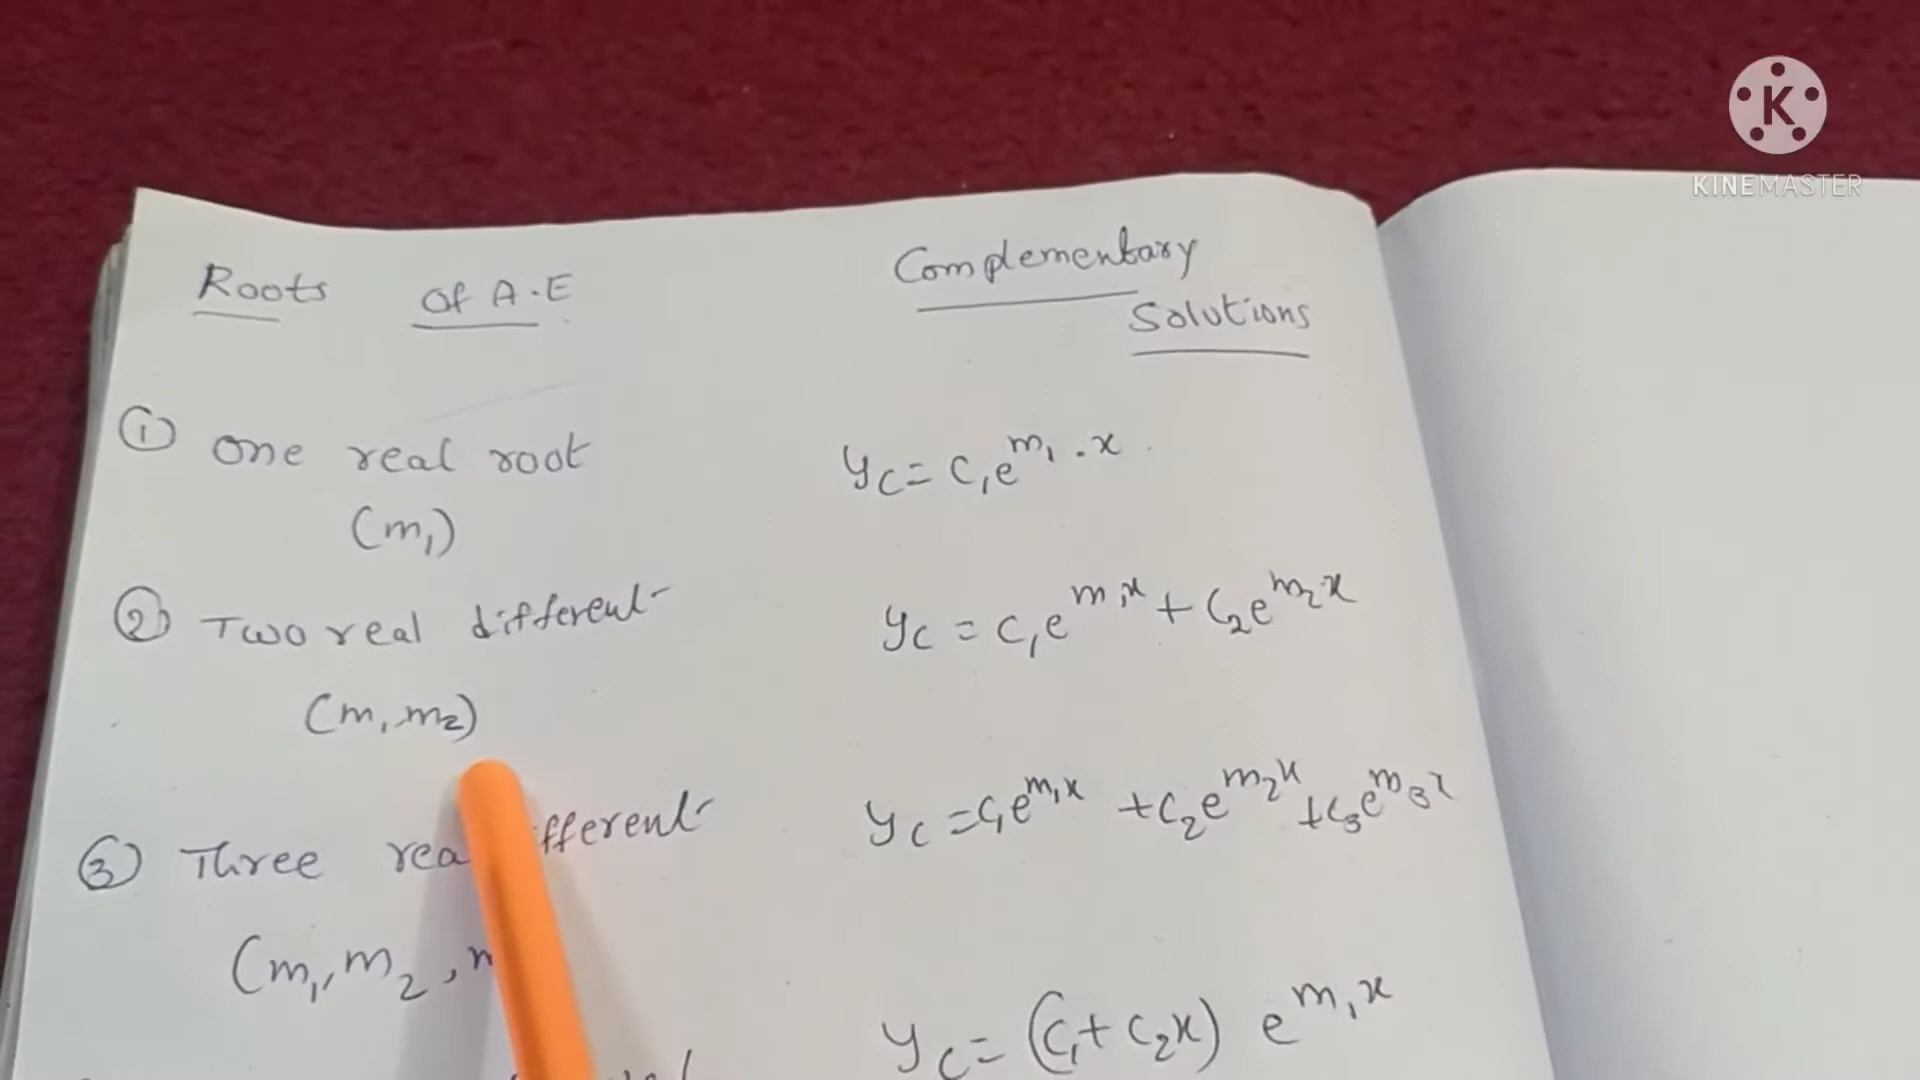 K
KINEMASTER
Roots of A.E
Complementary
Solutions
① One real root
(m₁)
y_c = c₁e^{m₁.x}
② Two real different
(m₁, m₂)
y_c = c₁e^{m₁x} + c₂e^{m₂x}
③ Three rea fferent
(m₁, m₂,
y_c = c₁e^{m₁x} + c₂e^{m₂x} + c₃e^{m₃x}
y_c = (c₁ + c₂x) e^{m₁x}